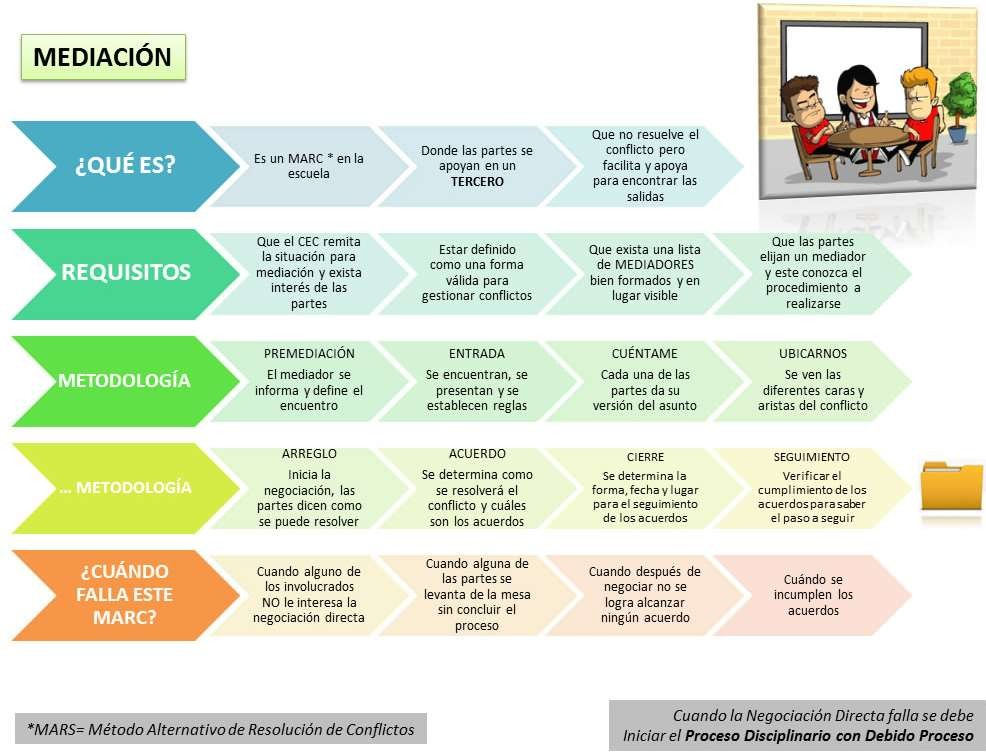 MEDIACIÓN
¿QUÉ ES?
Es un MARC * en la
escuela
Donde las partes se
apoyan en un
TERCERO
Que no resuelve el
conflicto pero
facilita y apoya
para encontrar las
salidas
REQUISITOS
Que el CEC remita
la situación para
mediación y exista
interés de las
partes
Estar definido
como una forma
válida para
gestionar conflictos
Que exista una lista
de MEDIADORES
bien formados y en
lugar visible
Que las partes
elijan un mediador
y este conozca el
procedimiento a
realizarse
METODOLOGÍA
PREMEDIACIÓN
El mediador se
informa y define el
encuentro
ENTRADA
Se encuentran, se
presentan y se
establecen reglas
CUÉNTAME
Cada una de las
partes da su
versión del asunto
UBICARNOS
Se ven las
diferentes caras y
aristas del conflicto
... METODOLOGÍA
ARREGLO
Inicia la
negociación, las
partes dicen como
se puede resolver
ACUERDO
Se determina como
se resolverá el
conflicto y cuáles
son los acuerdos
CIERRE
Se determina la
forma, fecha y lugar
para el seguimiento
de los acuerdos
SEGUIMIENTO
Verificar el
cumplimiento de los
acuerdos para saber
el paso a seguir
¿CUÁNDO
FALLA ESTE
MARC?
Cuando alguno de
los involucrados
NO le interesa la
negociación directa
Cuando alguna de
las partes se
levanta de la mesa
sin concluir el
proceso
Cuando después de
negociar no se
logra alcanzar
ningún acuerdo
Cuándo se
incumplen los
acuerdos
*MARS= Método Alternativo de Resolución de Conflictos
Cuando la Negociación Directa falla se debe
Iniciar el Proceso Disciplinario con Debido Proceso